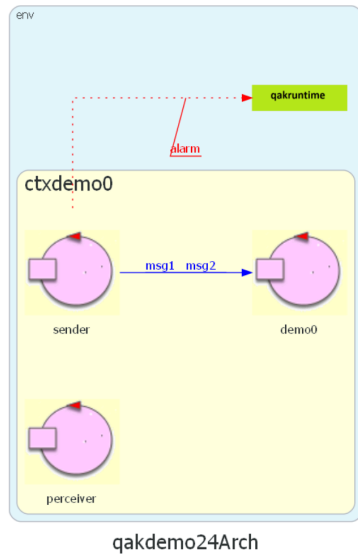 env
qakruntime
alarm
ctxdemo0
msg1 msg2
sender
demo0
perceiver
qakdemo24Arch